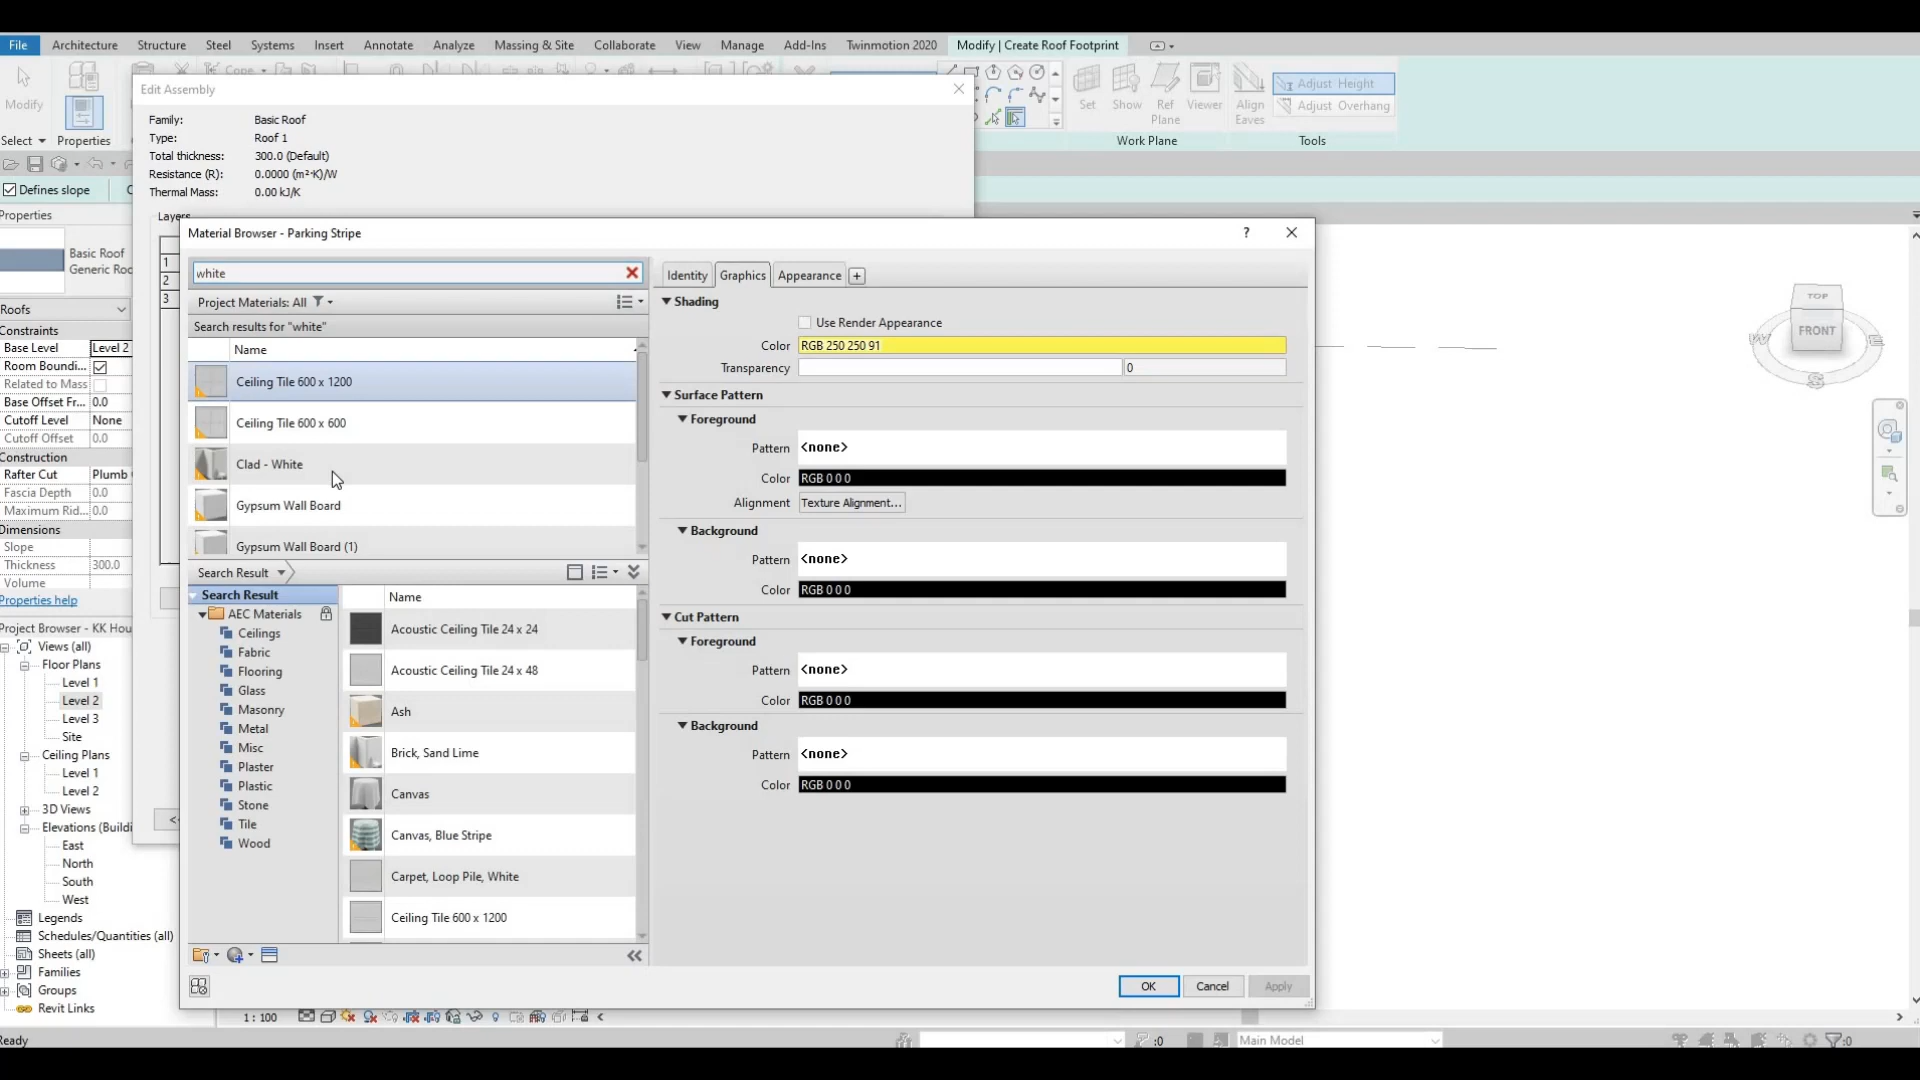 File Architecture Structure Steel Systems Insert Annotate Analyze Massing & Site Collaborate View Manage Add-Ins Twinmotion 2020 Modify | Create Roof Footprint
Modify
Select Properties
Cope
Set Show Ref Plane Viewer
Work Plane
Align Eaves
Adjust Height
Adjust Overhang
Tools
Defines slope
Edit Assembly
Family: Basic Roof
Type: Roof 1
Total thickness: 300.0 (Default)
Resistance (R): 0.0000 (m²·K)/W
Thermal Mass: 0.00 kJ/K
Layers
1
2
3
<<
Properties
Basic Roof
Generic Roo
Roofs
Constraints
Base Level Level 2
Room Boundi...
Related to Mass
Base Offset Fr... 0.0
Cutoff Level None
Cutoff Offset 0.0
Construction
Rafter Cut Plumb
Fascia Depth 0.0
Maximum Rid... 0.0
Dimensions
Slope
Thickness 300.0
Volume
Properties help
Project Browser - KK Hou
Views (all)
Floor Plans
Level 1
Level 2
Level 3
Site
Ceiling Plans
Level 1
Level 2
3D Views
Elevations (Buildi
East
North
South
West
Legends
Schedules/Quantities (all)
Sheets (all)
Families
Groups
Revit Links
Material Browser - Parking Stripe
?
white
Project Materials: All
Search results for "white"
Name
Ceiling Tile 600 x 1200
Ceiling Tile 600 x 600
Clad - White
Gypsum Wall Board
Gypsum Wall Board (1)
Search Result
Search Result
AEC Materials
Ceilings
Fabric
Flooring
Glass
Masonry
Metal
Misc
Plaster
Plastic
Stone
Tile
Wood
Name
Acoustic Ceiling Tile 24 x 24
Acoustic Ceiling Tile 24 x 48
Ash
Brick, Sand Lime
Canvas
Canvas, Blue Stripe
Carpet, Loop Pile, White
Ceiling Tile 600 x 1200
Identity Graphics Appearance
Shading
Use Render Appearance
Color RGB 250 250 91
Transparency 0
Surface Pattern
Foreground
Pattern <none>
Color RGB 0 0 0
Alignment Texture Alignment...
Background
Pattern <none>
Color RGB 0 0 0
Cut Pattern
Foreground
Pattern <none>
Color RGB 0 0 0
Background
Pattern <none>
Color RGB 0 0 0
OK Cancel Apply
TOP
FRONT
W
E
S
1 : 100
Ready
:0
Main Model
:0